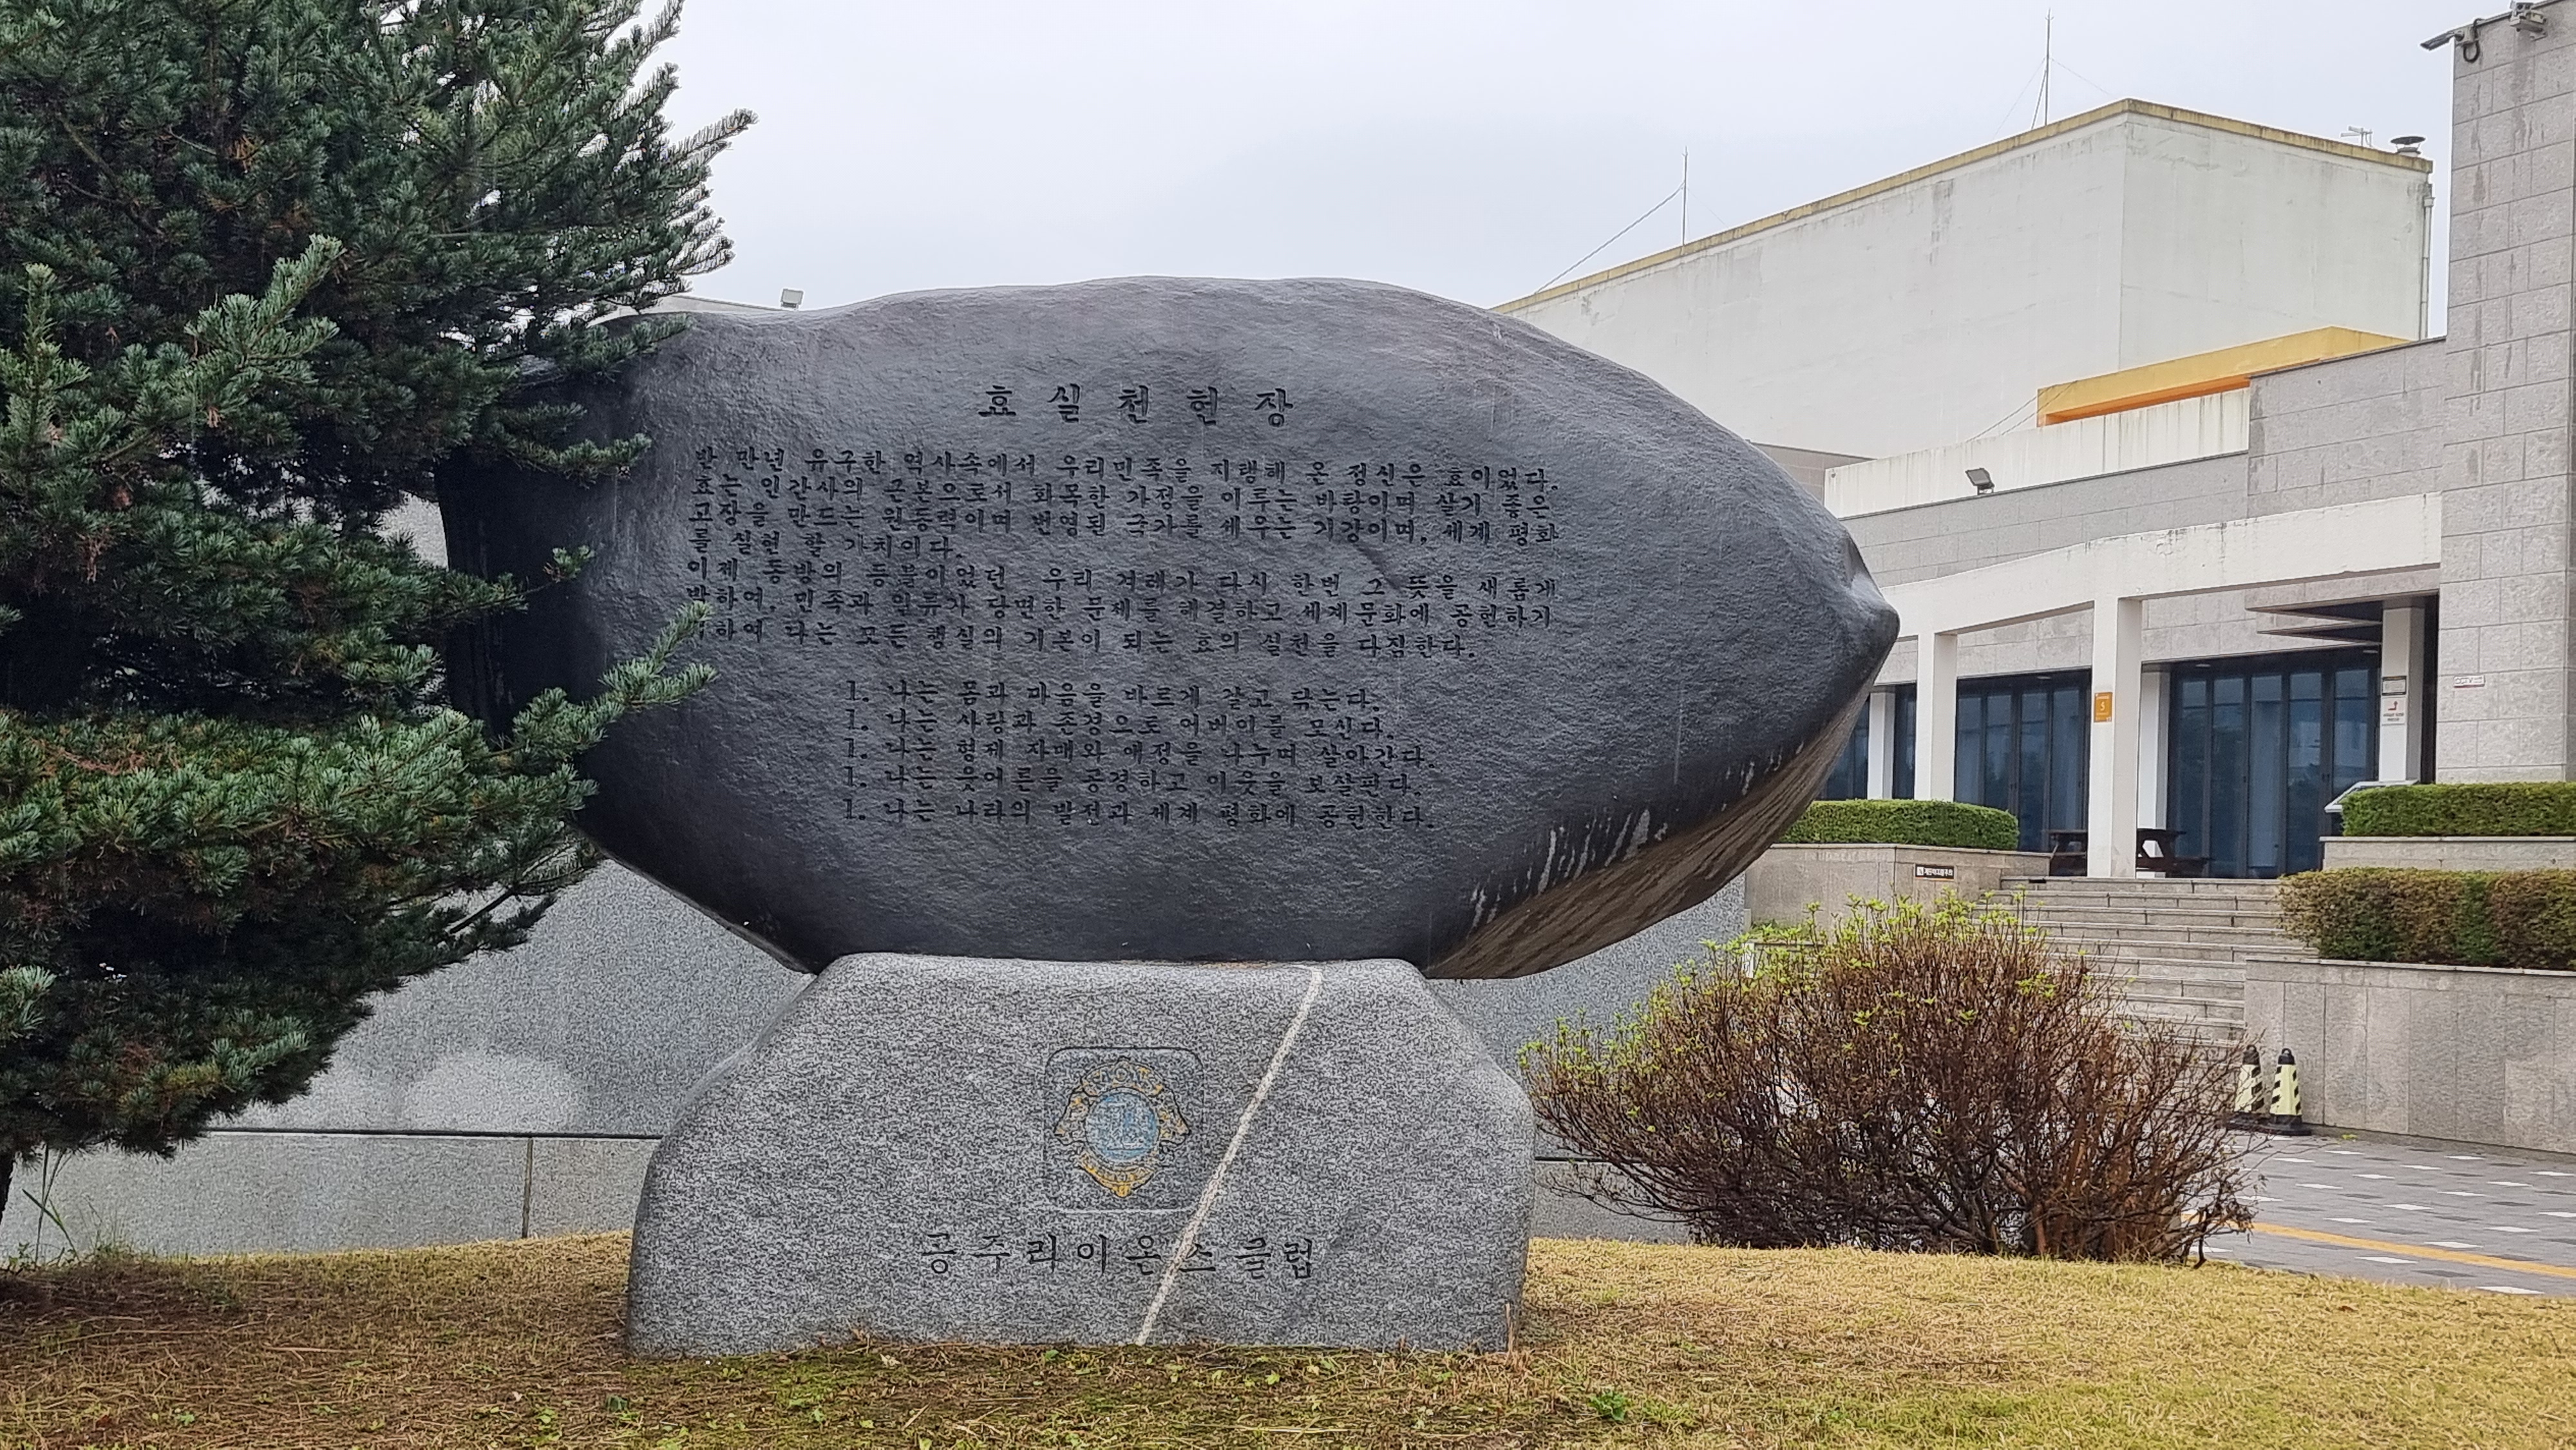 효실천헌장
반 만년 유구한 역사속에서 우리민족을 지탱해 온 정신은 효이었다.
효는 인간사의 근본으로서 화목한 가정을 이루는 바탕이며 살기 좋은
고장을 만드는 원동력이며 번영된 국가를 세우는 기강이며, 세계 평화
를 실현 할 가치이다.
이제 동방의 등불이었던 우리 겨레가 다시 한번 그 뜻을 새롭게
민족과 인류가 당면한 문제를 해결하고 세계문화에 공헌하기
나는 모든 행실의 기본이 되는 효의 실천을 다짐한다.
1. 나는 몸과 마음을 바르게 갈고 닦는다.
1. 나는 사랑과 존경으로 어버이를 모신다.
1. 나는 형제 자매와 애정을 나누며 살아간다.
1. 나는 웃어른을 공경하고 이웃을 보살핀다.
1. 나는 나라의 발전과 세계 평화에 공헌한다.
공주라이온스클럽
5